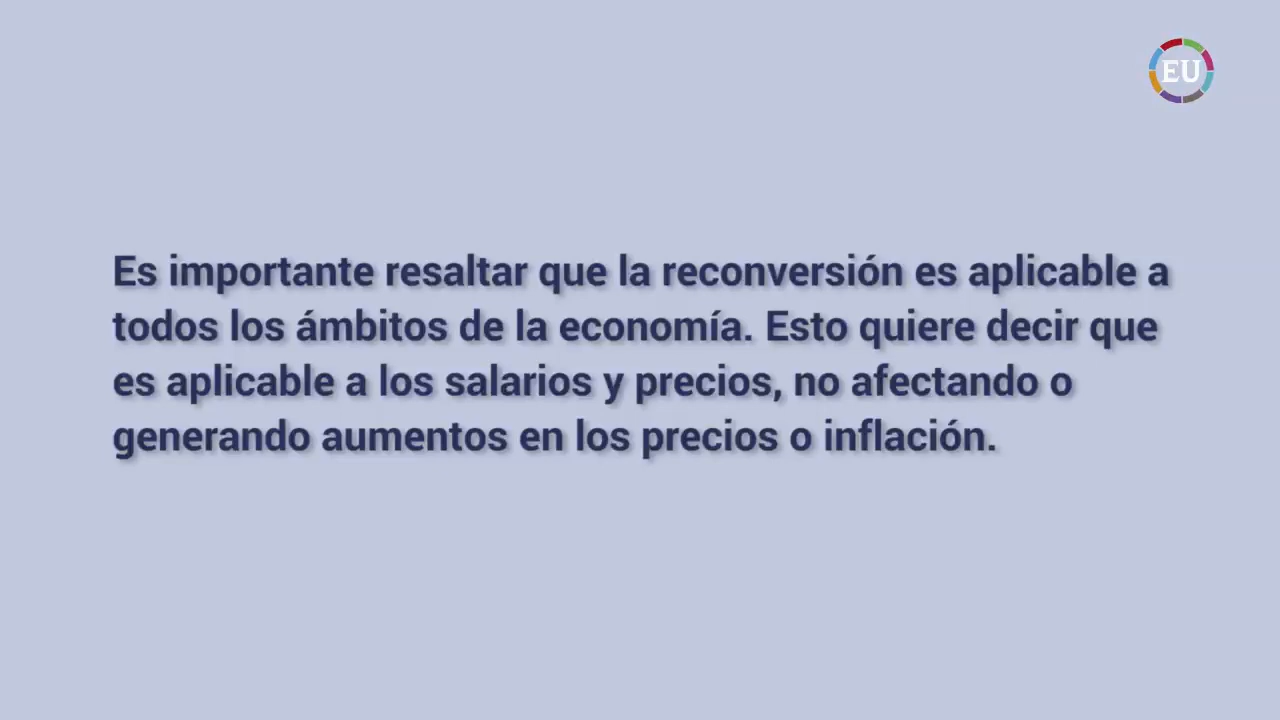 EU
Es importante resaltar que la reconversión es aplicable a
todos los ámbitos de la economía. Esto quiere decir que
es aplicable a los salarios y precios, no afectando o
generando aumentos en los precios o inflación.